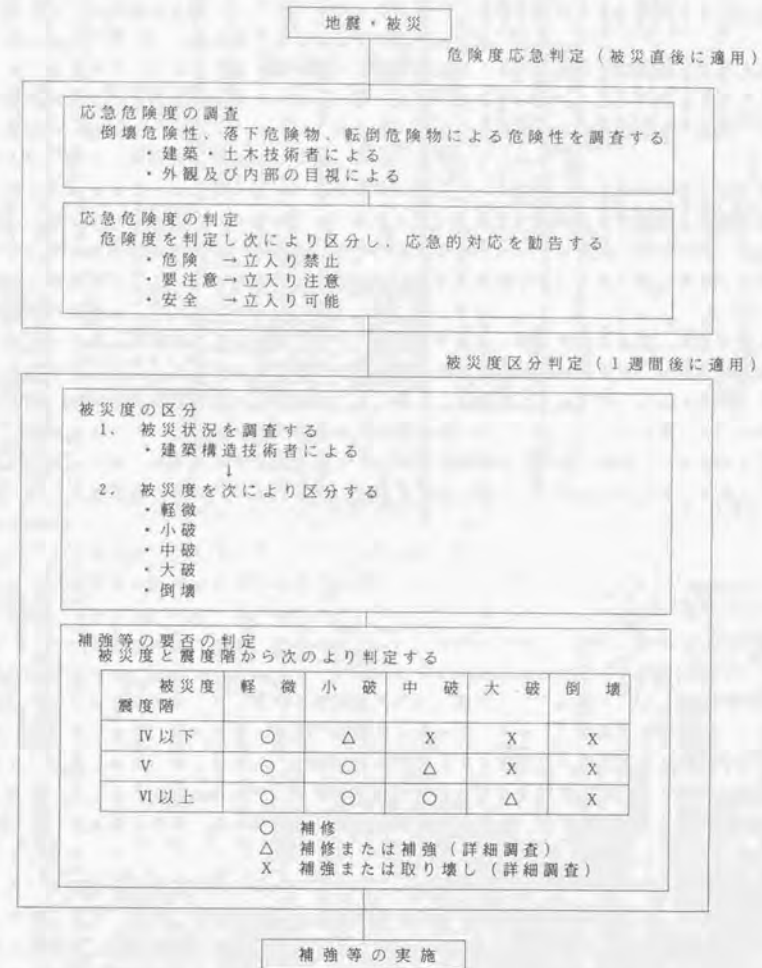 地震・被災
危険度応急判定（被災直後に適用）
応急危険度の調査
倒壊危険性、落下危険物、転倒危険物による危険性を調査する
・建築・土木技術者による
・外観及び内部の目視による
応急危険度の判定
危険度を判定し次により区分し、応急的対応を勧告する
・危険　→立入り禁止
・要注意→立入り注意
・安全　→立入り可能
被災度区分判定（1週間後に適用）
被災度の区分
1.　被災状況を調査する
・建築構造技術者による
↓
2.　被災度を次により区分する
・軽微
・小破
・中破
・大破
・倒壊
補強等の要否の判定
被災度と震度階から次のより判定する
被災度 軽　微 小　破 中　破 大　破 倒　壊
震度階
Ⅳ以下 ○ △ X X X
Ⅴ ○ ○ △ X X
Ⅵ以上 ○ ○ ○ △ X
○　補修
△　補修または補強（詳細調査）
X　補強または取り壊し（詳細調査）
補強等の実施